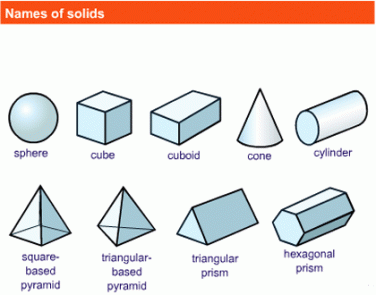 Names of solids
sphere
cube
cuboid
cone
cylinder
square-
based
pyramid
triangular-
based
pyramid
triangular
prism
hexagonal
prism